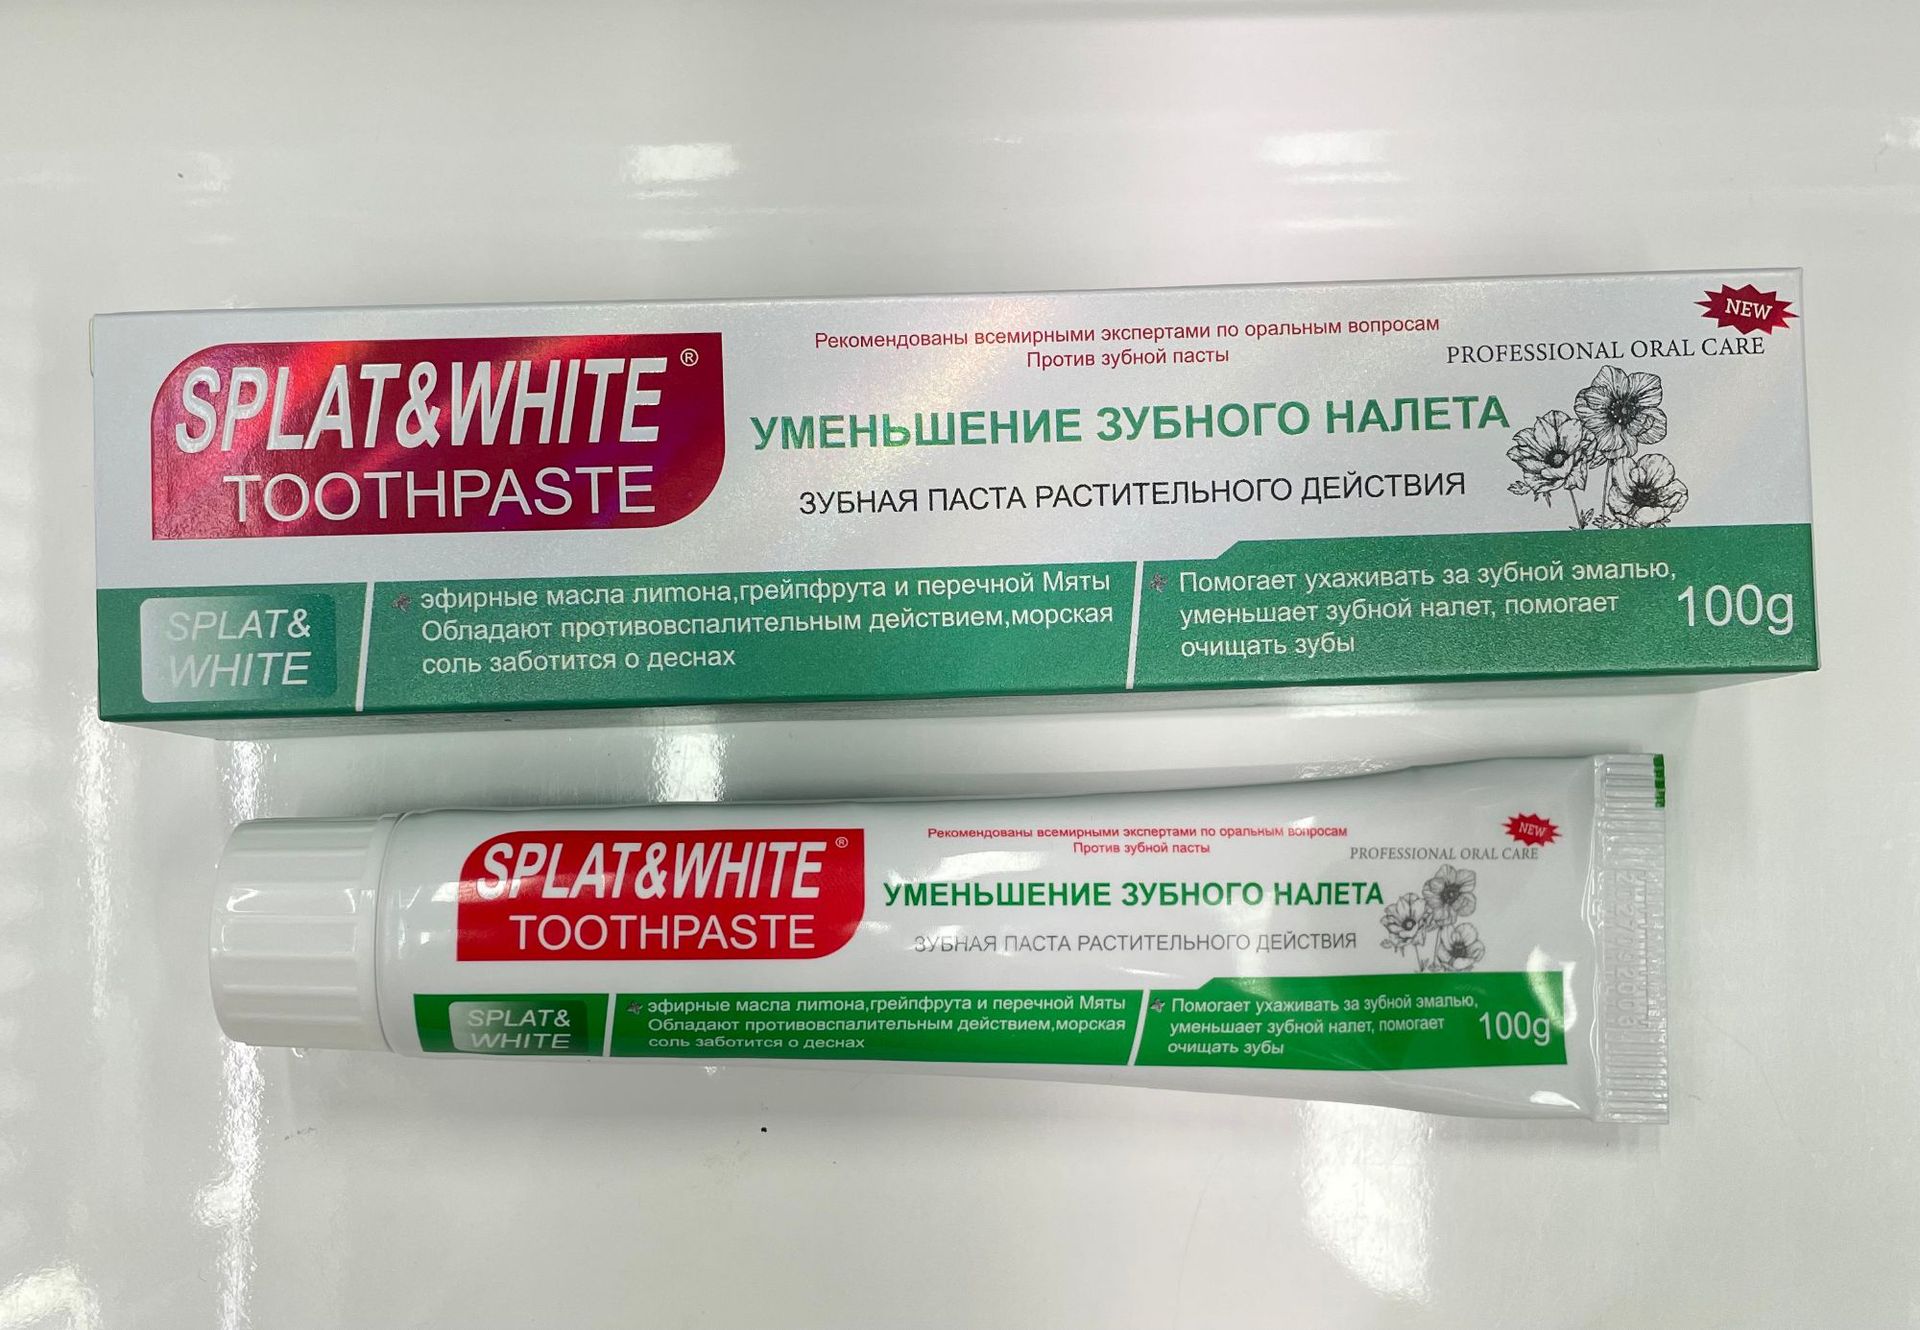 SPLAT&WHITE®
TOOTHPASTE
Рекомендованы всемирными экспертами по оральным вопросам
Против зубной пасты
NEW
PROFESSIONAL ORAL CARE
УМЕНЬШЕНИЕ ЗУБНОГО НАЛЕТА
ЗУБНАЯ ПАСТА РАСТИТЕЛЬНОГО ДЕЙСТВИЯ
SPLAT&
WHITE
эфирные масла лиmона,грейпфрута и перечной Мяты
Обладают противовспалительным действием,морская
соль заботится о деснах
Помогает ухаживать за зубной эмалью,
уменьшает зубной налет, помогает
очищать зубы
100g
SPLAT&WHITE®
TOOTHPASTE
Рекомендованы всемирными экспертами по оральным вопросам
Против зубной пасты
NEW
PROFESSIONAL ORAL CARE
УМЕНЬШЕНИЕ ЗУБНОГО НАЛЕТА
ЗУБНАЯ ПАСТА РАСТИТЕЛЬНОГО ДЕЙСТВИЯ
SPLAT&
WHITE
эфирные масла лиmона,грейпфрута и перечной Мяты
Обладают противовспалительным действием,морская
соль заботится о деснах
Помогает ухаживать за зубной эмалью,
уменьшает зубной налет, помогает
очищать зубы
100g